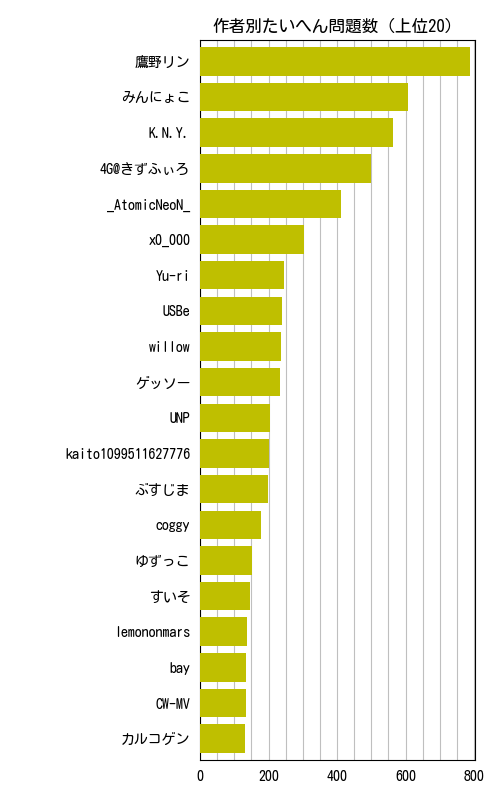 作者別たいへん問題数（上位20）
鷹野リン
みんにょこ
K.N.Y.
4G@きずふぃろ
_AtomicNeoN_
x0_000
Yu-ri
USBe
willow
ゲッソー
UNP
kaito1099511627776
ぶすじま
coggy
ゆずっこ
すいそ
lemononmars
bay
CW-MV
カルコゲン
0 200 400 600 800